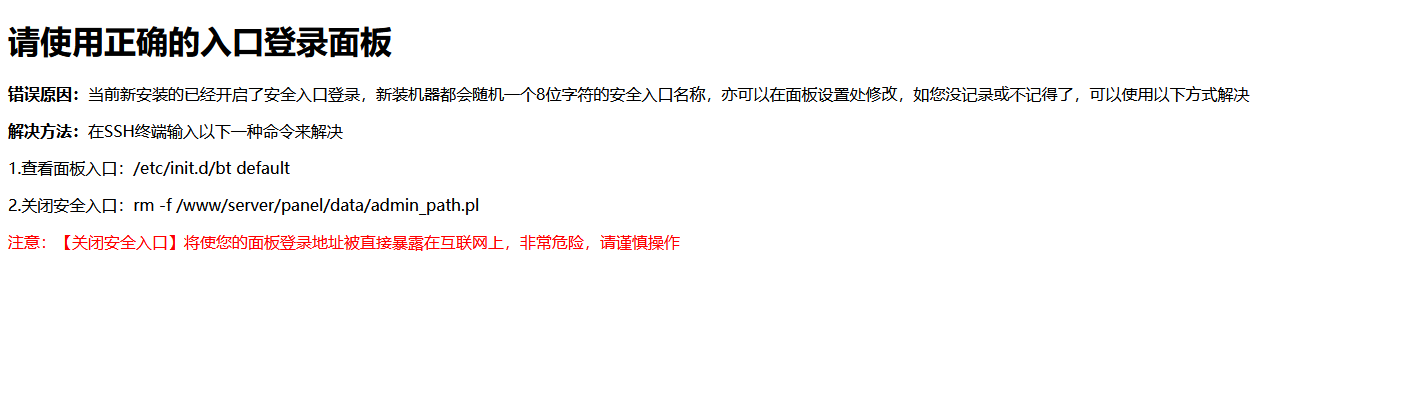 请使用正确的入口登录面板
错误原因：当前新安装的已经开启了安全入口登录，新装机器都会随机一个8位字符的安全入口名称，亦可以在面板设置处修改，如您没记录或不记得了，可以使用以下方式解决
解决方法：在SSH终端输入以下一种命令来解决
1.查看面板入口：/etc/init.d/bt default
2.关闭安全入口：rm -f /www/server/panel/data/admin_path.pl
注意：【关闭安全入口】将使您的面板登录地址被直接暴露在互联网上，非常危险，请谨慎操作